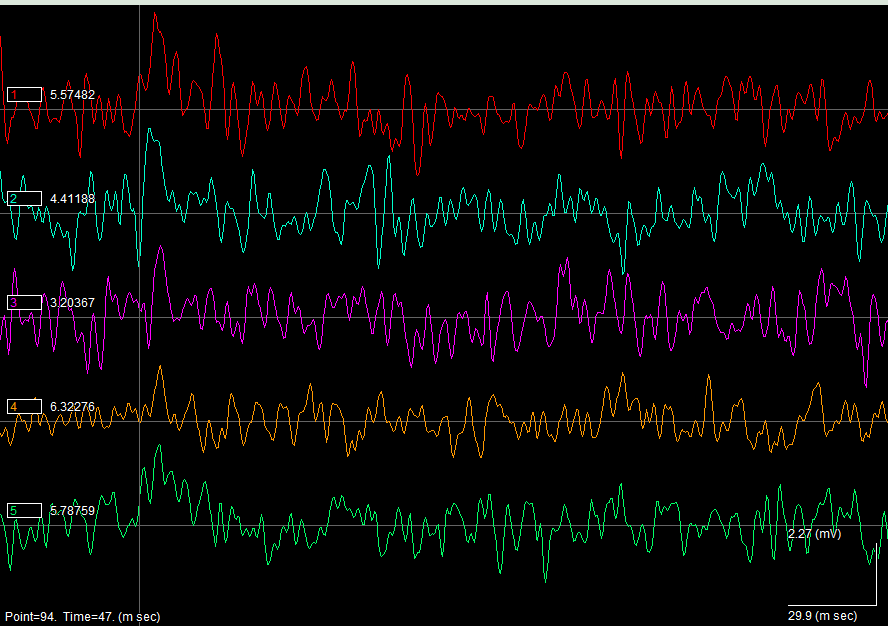 1 5.57482
2 4.41188
3 3.20367
4 6.32276
5 5.78759
2.27 (mV)
29.9 (m sec)
Point=94. Time=47. (m sec)